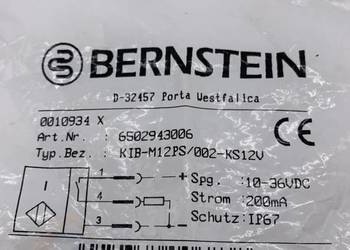 BERNSTEIN
D-32457 Porta Westfalica
0010934 X
Art.Nr. : 6502943006
Typ.Bez. : KIB-M12PS/002-KS12V
CE
I
1 + Spg. :10-36VDC
4 Strom :200mA
3 - Schutz:IP67